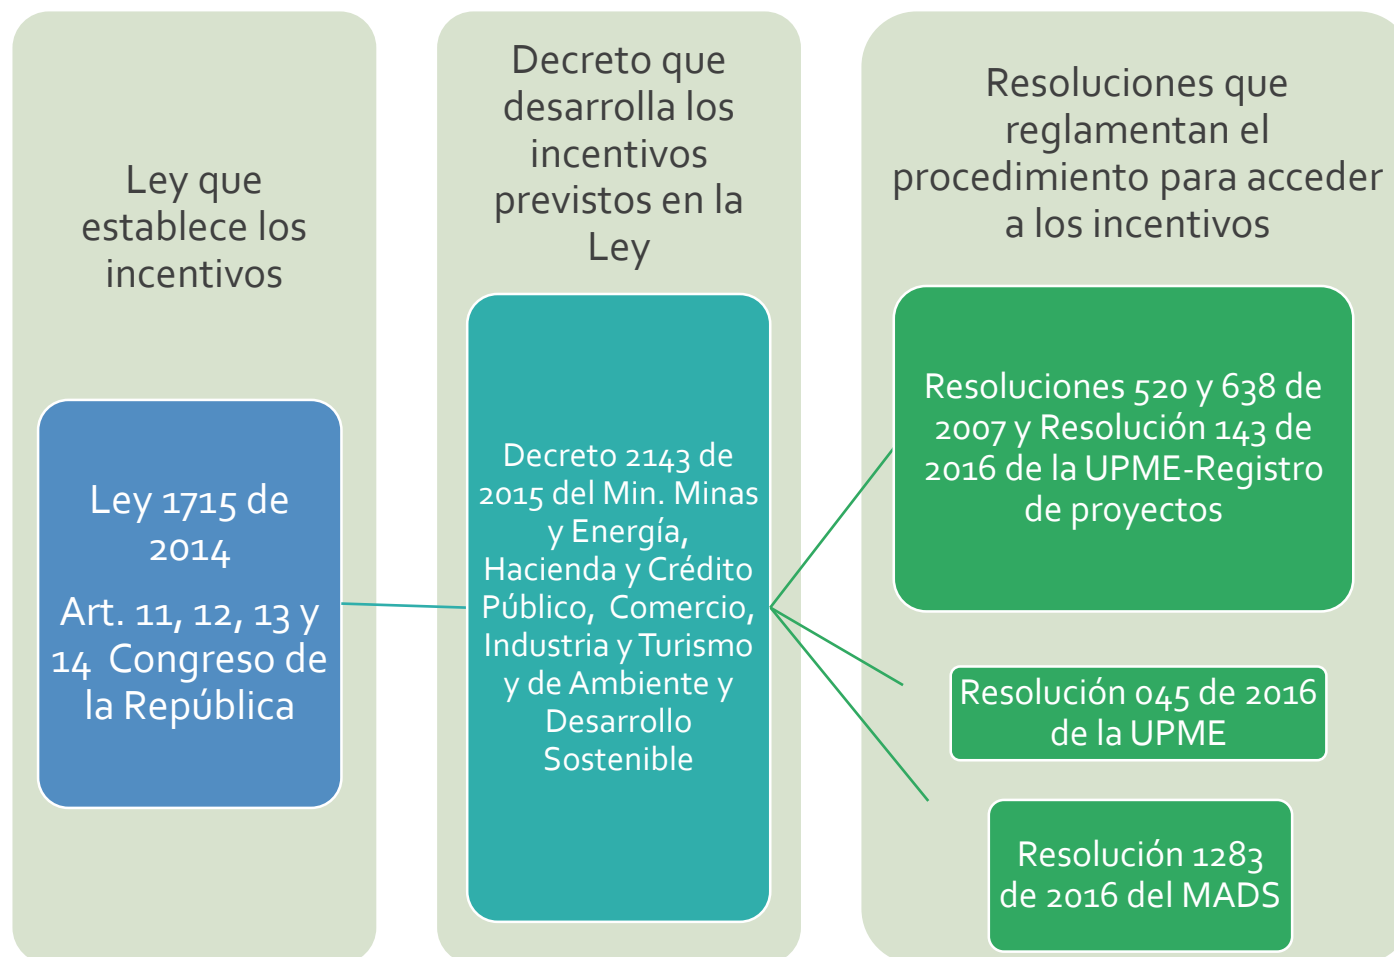 Ley que
establece los
incentivos
Ley 1715 de
2014
Art. 11, 12, 13 y
14 Congreso de
la República
Decreto que
desarrolla los
incentivos
previstos en la
Ley
Decreto 2143 de
2015 del Min. Minas
y Energía,
Hacienda y Crédito
Público, Comercio,
Industria y Turismo
y de Ambiente y
Desarrollo
Sostenible
Resoluciones que
reglamentan el
procedimiento para acceder
a los incentivos
Resoluciones 520 y 638 de
2007 y Resolución 143 de
2016 de la UPME-Registro
de proyectos
Resolución 045 de 2016
de la UPME
Resolución 1283
de 2016 del MADS